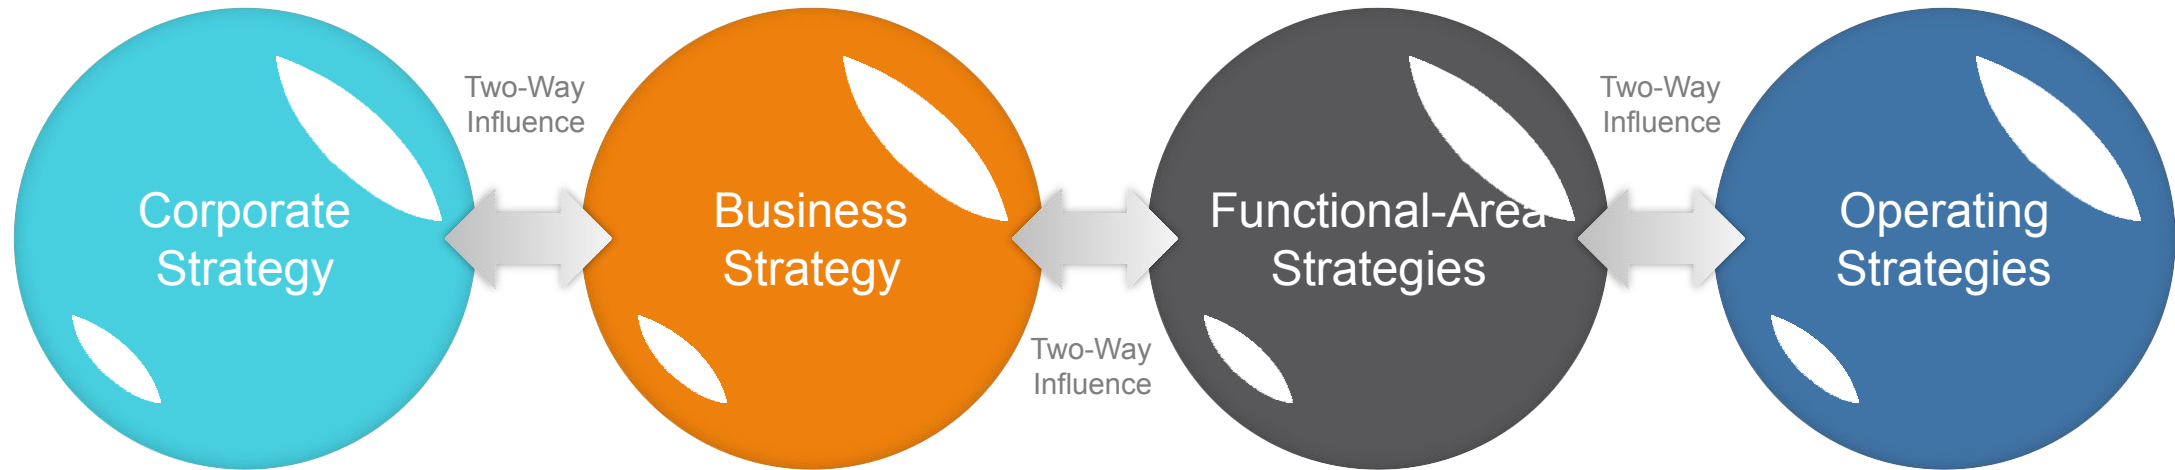 Corporate
Strategy
Two-Way
Influence
Business
Strategy
Two-Way
Influence
Functional-Area
Strategies
Two-Way
Influence
Operating
Strategies